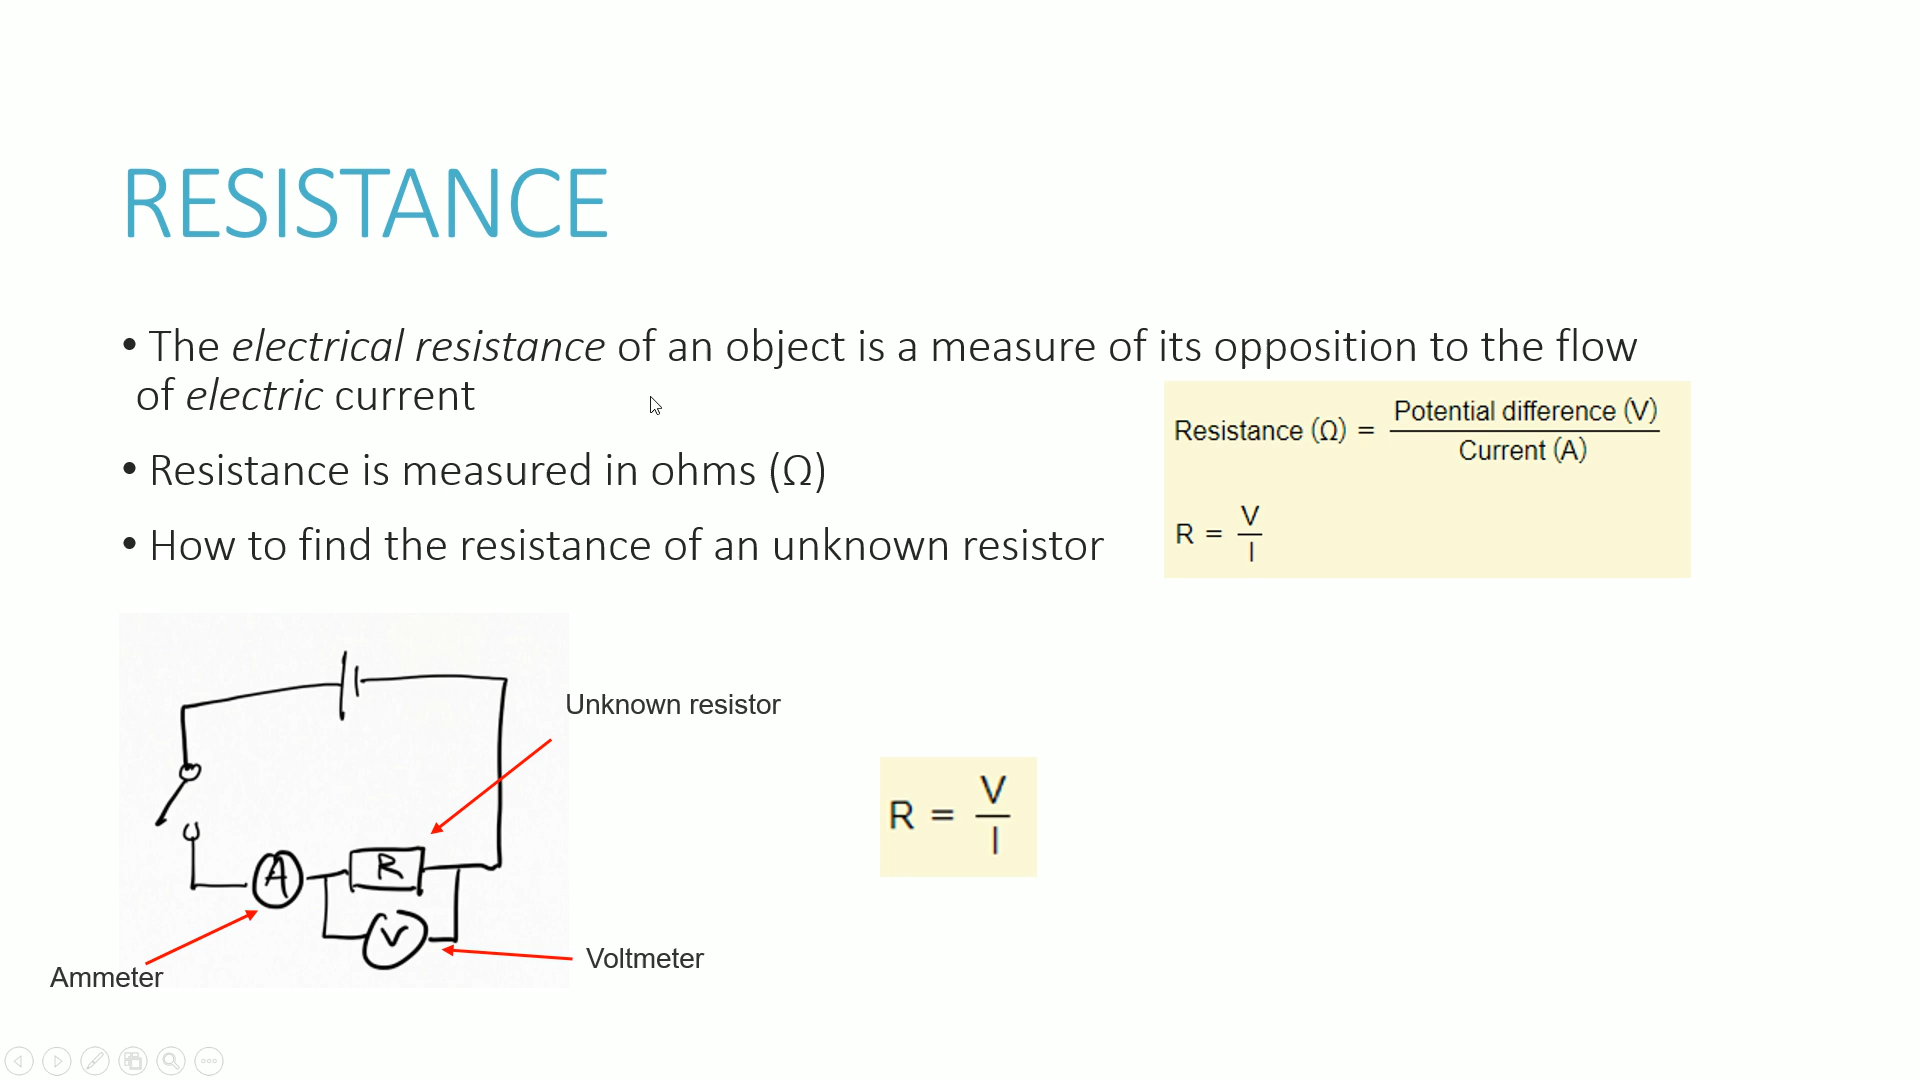 RESISTANCE
• The electrical resistance of an object is a measure of its opposition to the flow
of electric current
• Resistance is measured in ohms (Ω)
• How to find the resistance of an unknown resistor
Resistance (Ω) = Potential difference (V)
Current (A)
R = V
I
Unknown resistor
R = V
I
R
A
V
Voltmeter
Ammeter